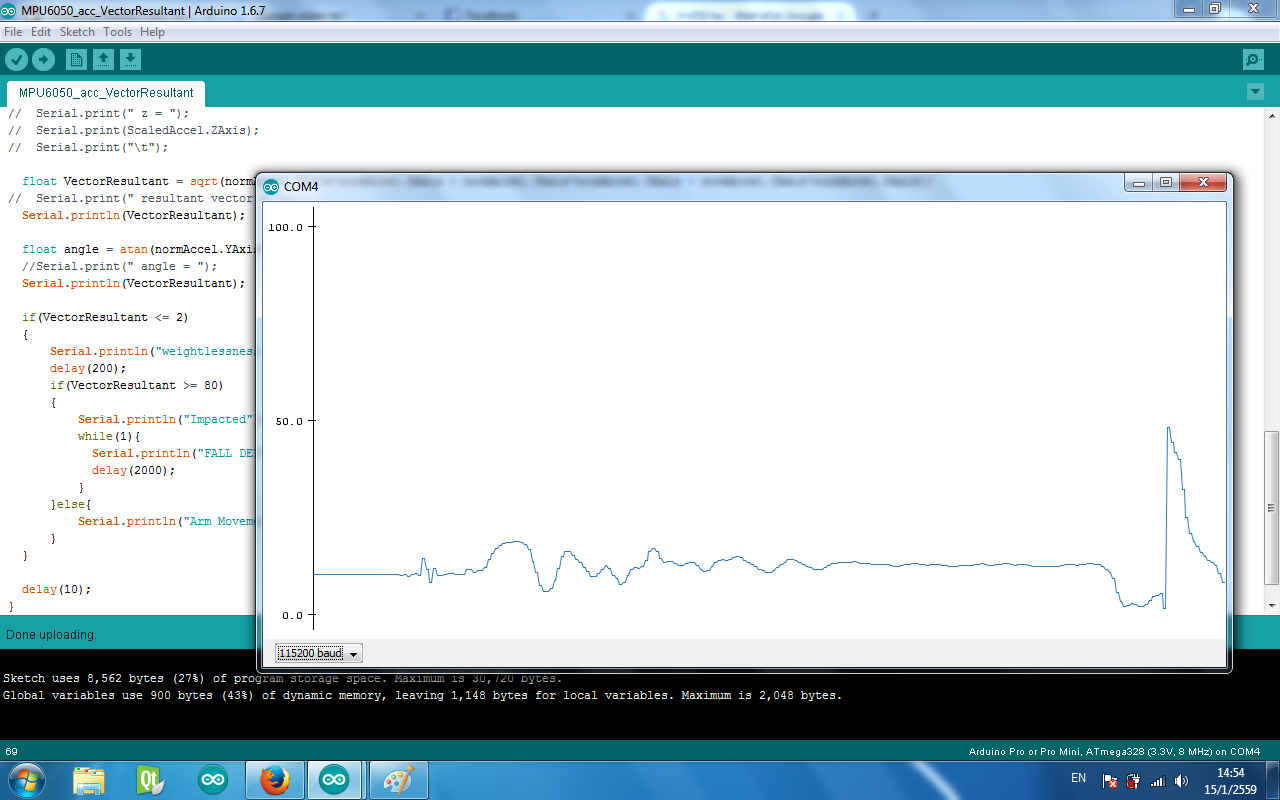 MPU6050_acc_VectorResultant | Arduino 1.6.7
File Edit Sketch Tools Help
MPU6050_acc_VectorResultant
//  Serial.print(" z = ");
//  Serial.print(ScaledAccel.ZAxis);
//  Serial.print("\t");
float VectorResultant = sqrt(norm
//  Serial.print(" resultant vector
Serial.println(VectorResultant);
float angle = atan(normAccel.YAxi
//Serial.print(" angle = ");
Serial.println(VectorResultant);
if(VectorResultant <= 2)
{
Serial.println("weightlessness
delay(200);
if(VectorResultant >= 80)
{
Serial.println("Impacted"
while(1){
Serial.println("FALL DE
delay(2000);
}
}else{
Serial.println("Arm Movem
}
}
delay(10);
}
COM4
100.0
50.0
0.0
115200 baud
Done uploading.
Sketch uses 8,562 bytes (27%) of program storage space. Maximum is 30,720 bytes.
Global variables use 900 bytes (43%) of dynamic memory, leaving 1,148 bytes for local variables. Maximum is 2,048 bytes.
69
Arduino Pro or Pro Mini, ATmega328 (3.3V, 8 MHz) on COM4
Qt
EN
14:54
15/1/2559